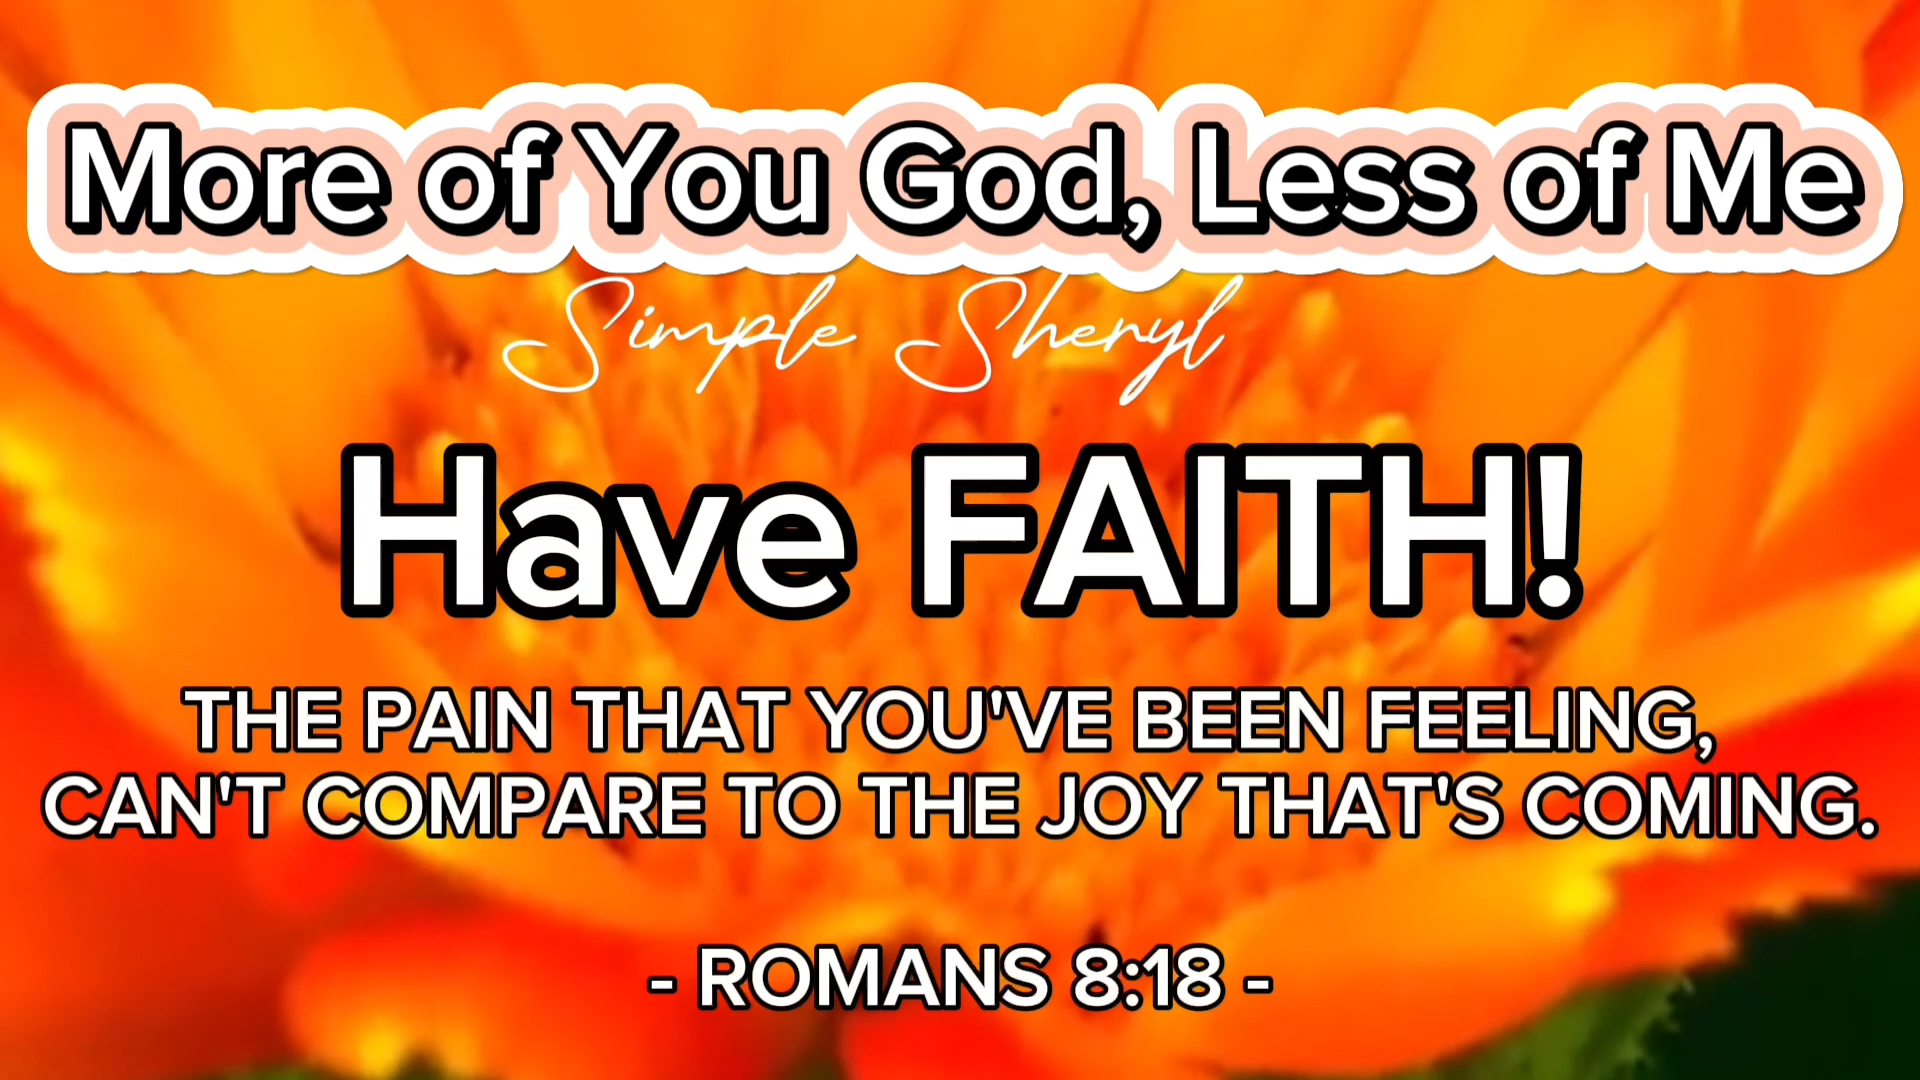 More of You God, Less of Me
Simple Sheryl
Have FAITH!
THE PAIN THAT YOU'VE BEEN FEELING,
CAN'T COMPARE TO THE JOY THAT'S COMING.
- ROMANS 8:18 -